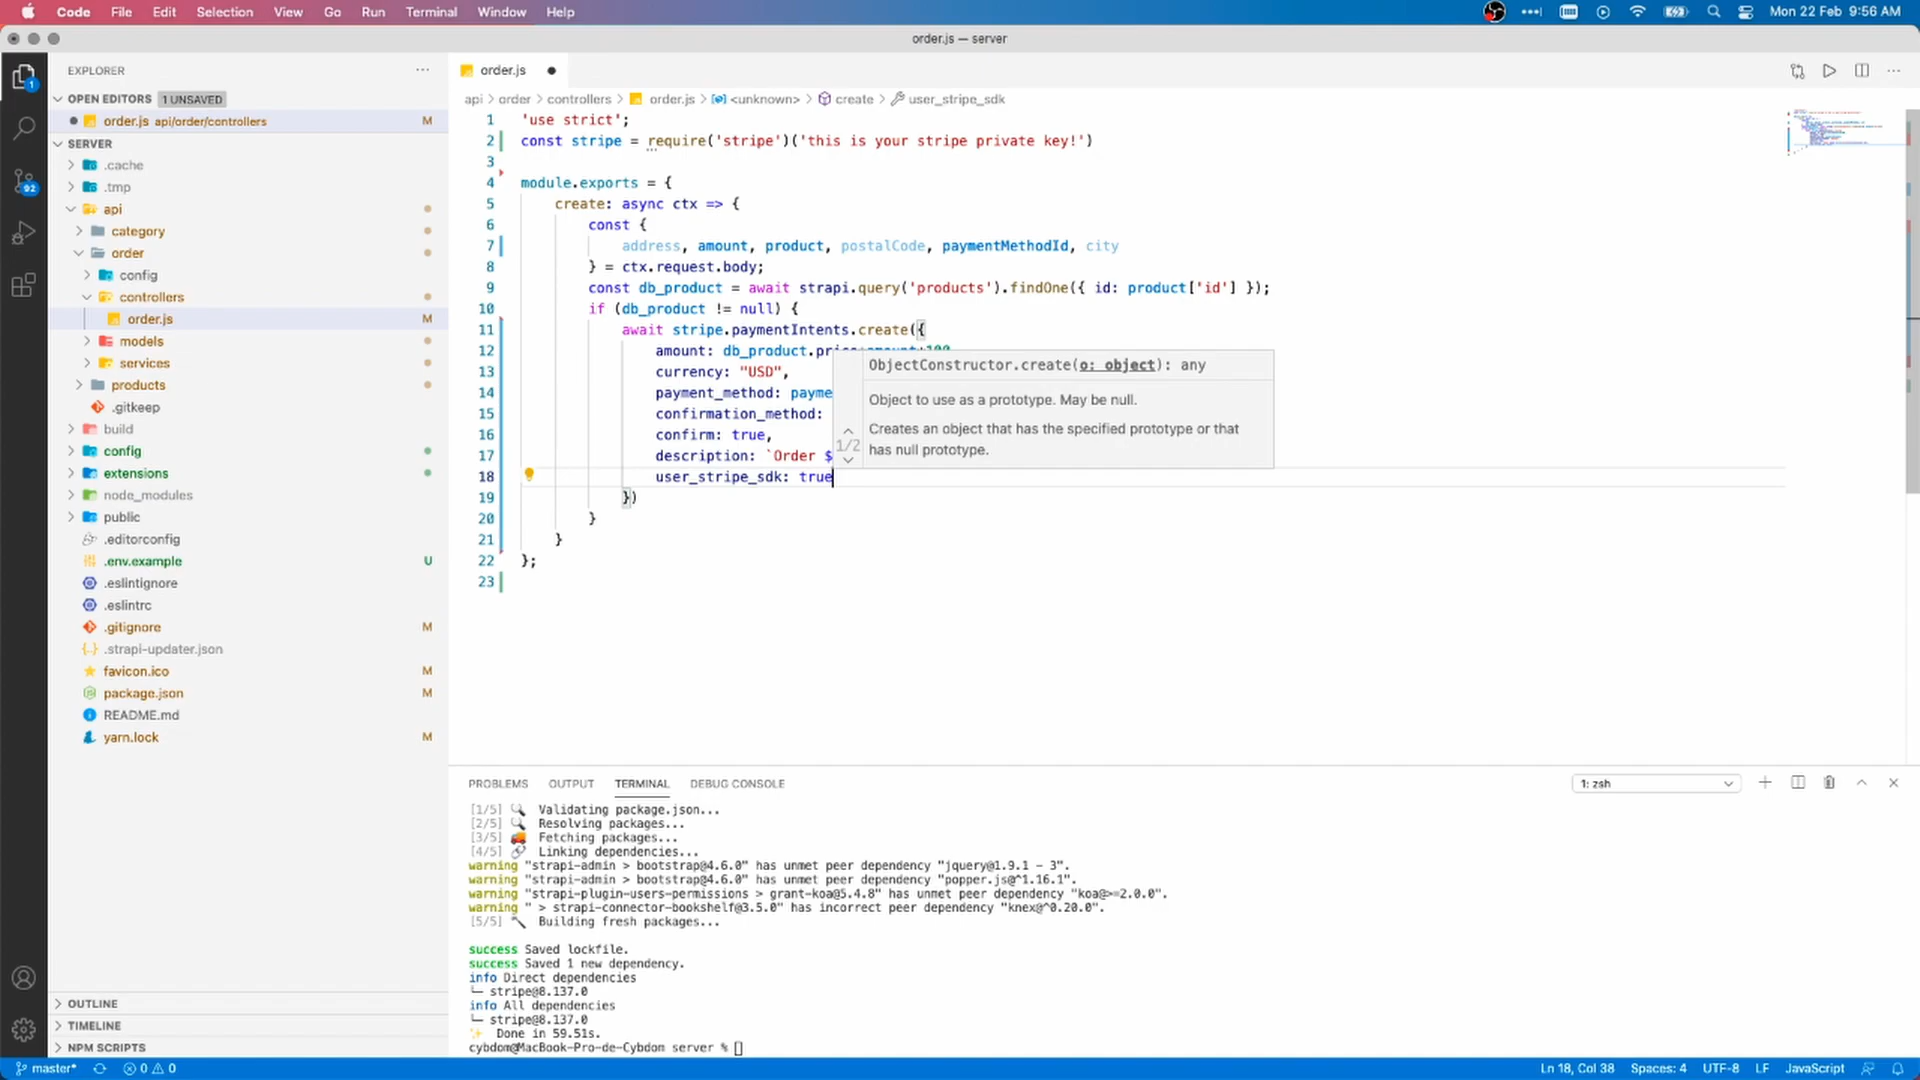 Code File Edit Selection View Go Run Terminal Window Help
Mon 22 Feb 9:56 AM
order.js — server
EXPLORER
OPEN EDITORS 1 UNSAVED
order.js api/order/controllers M
SERVER
.cache
.tmp
api
category
order
config
controllers
order.js M
models
services
products
.gitkeep
build
config
extensions
node_modules
public
.editorconfig
.env.example U
.eslintignore
.eslintrc
.gitignore M
.strapi-updater.json
favicon.ico M
package.json M
README.md
yarn.lock M
OUTLINE
TIMELINE
NPM SCRIPTS
1
92
order.js
api > order > controllers > order.js > <unknown> > create > user_stripe_sdk
1 'use strict';
2 const stripe = require('stripe')('this is your stripe private key!')
3
4 module.exports = {
5 create: async ctx => {
6 const {
7 address, amount, product, postalCode, paymentMethodId, city
8 } = ctx.request.body;
9 const db_product = await strapi.query('products').findOne({ id: product['id'] });
10 if (db_product != null) {
11 await stripe.paymentIntents.create({
12 amount: db_product.price*amount*100
13 currency: "USD",
14 payment_method: payme
15 confirmation_method:
16 confirm: true,
17 description: `Order $
18 user_stripe_sdk: true
19 })
20 }
21 }
22 };
23
ObjectConstructor.create(o: object): any
Object to use as a prototype. May be null.
1/2
Creates an object that has the specified prototype or that
has null prototype.
PROBLEMS OUTPUT TERMINAL DEBUG CONSOLE
1: zsh
[1/5] Validating package.json...
[2/5] Resolving packages...
[3/5] Fetching packages...
[4/5] Linking dependencies...
warning "strapi-admin > bootstrap@4.6.0" has unmet peer dependency "jquery@1.9.1 - 3".
warning "strapi-admin > bootstrap@4.6.0" has unmet peer dependency "popper.js@^1.16.1".
warning "strapi-plugin-users-permissions > grant-koa@5.4.8" has unmet peer dependency "koa@>=2.0.0".
warning " > strapi-connector-bookshelf@3.5.0" has incorrect peer dependency "knex@^0.20.0".
[5/5] Building fresh packages...
success Saved lockfile.
success Saved 1 new dependency.
info Direct dependencies
└─ stripe@8.137.0
info All dependencies
└─ stripe@8.137.0
Done in 59.51s.
cybdom@MacBook-Pro-de-Cybdom server %
master* 0 0
Ln 18, Col 38 Spaces: 4 UTF-8 LF JavaScript